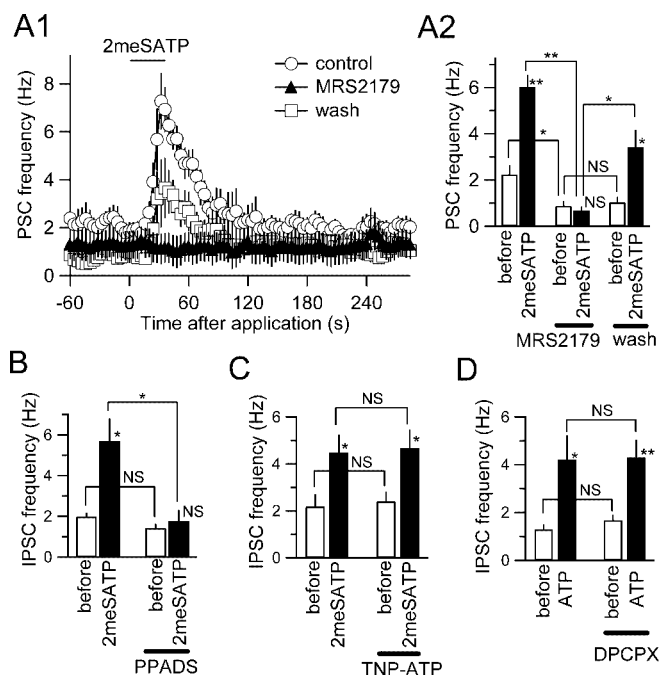 A1
2meSATP
control
MRS2179
wash
PSC frequency (Hz)
8
6
4
2
0
-60 0 60 120 180 240
Time after application (s)
A2
PSC frequency (Hz)
6
4
2
0
**
**
*
*
*
NS
NS
before
2meSATP
before
2meSATP
before
2meSATP
MRS2179 wash
B
IPSC frequency (Hz)
6
4
2
0
*
*
NS
NS
before
2meSATP
before
2meSATP
PPADS
C
IPSC frequency (Hz)
6
4
2
0
NS
*
*
NS
before
2meSATP
before
2meSATP
TNP-ATP
D
IPSC frequency (Hz)
6
4
2
0
NS
*
**
NS
before
ATP
before
ATP
DPCPX